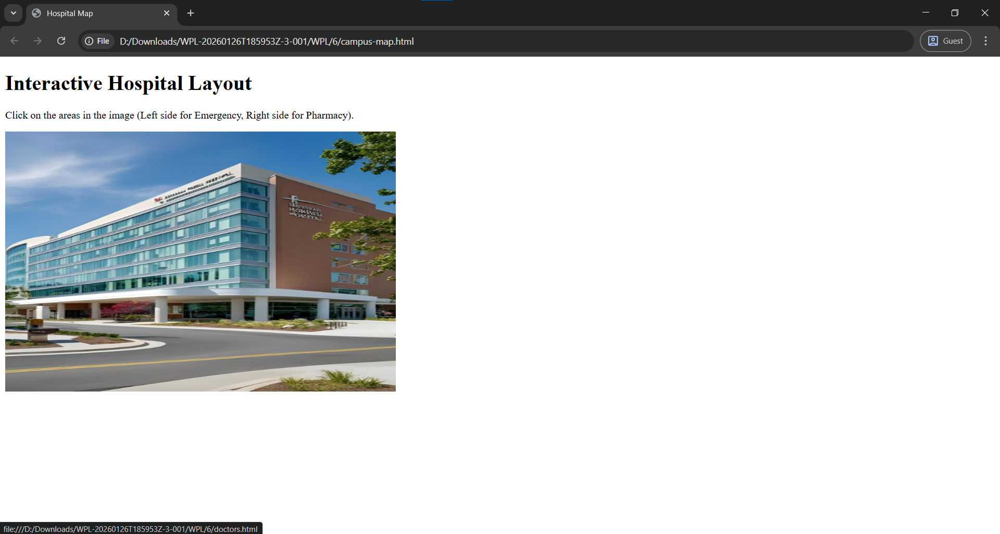 Hospital Map
File
D:/Downloads/WPL-20260126T185953Z-3-001/WPL/6/campus-map.html
Guest
Interactive Hospital Layout
Click on the areas in the image (Left side for Emergency, Right side for Pharmacy).
file:///D:/Downloads/WPL-20260126T185953Z-3-001/WPL/6/doctors.html